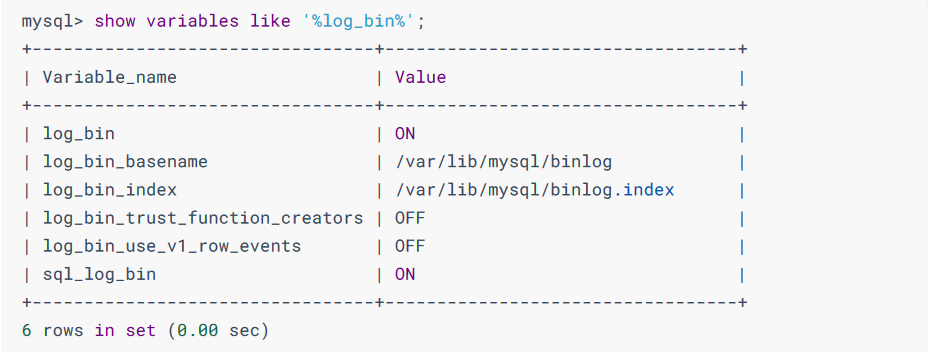 mysql> show variables like '%log_bin%';
+---------------------------------+----------------------------------+
| Variable_name                   | Value                            |
+---------------------------------+----------------------------------+
| log_bin                         | ON                               |
| log_bin_basename                | /var/lib/mysql/binlog            |
| log_bin_index                   | /var/lib/mysql/binlog.index      |
| log_bin_trust_function_creators | OFF                              |
| log_bin_use_v1_row_events       | OFF                              |
| sql_log_bin                     | ON                               |
+---------------------------------+----------------------------------+
6 rows in set (0.00 sec)